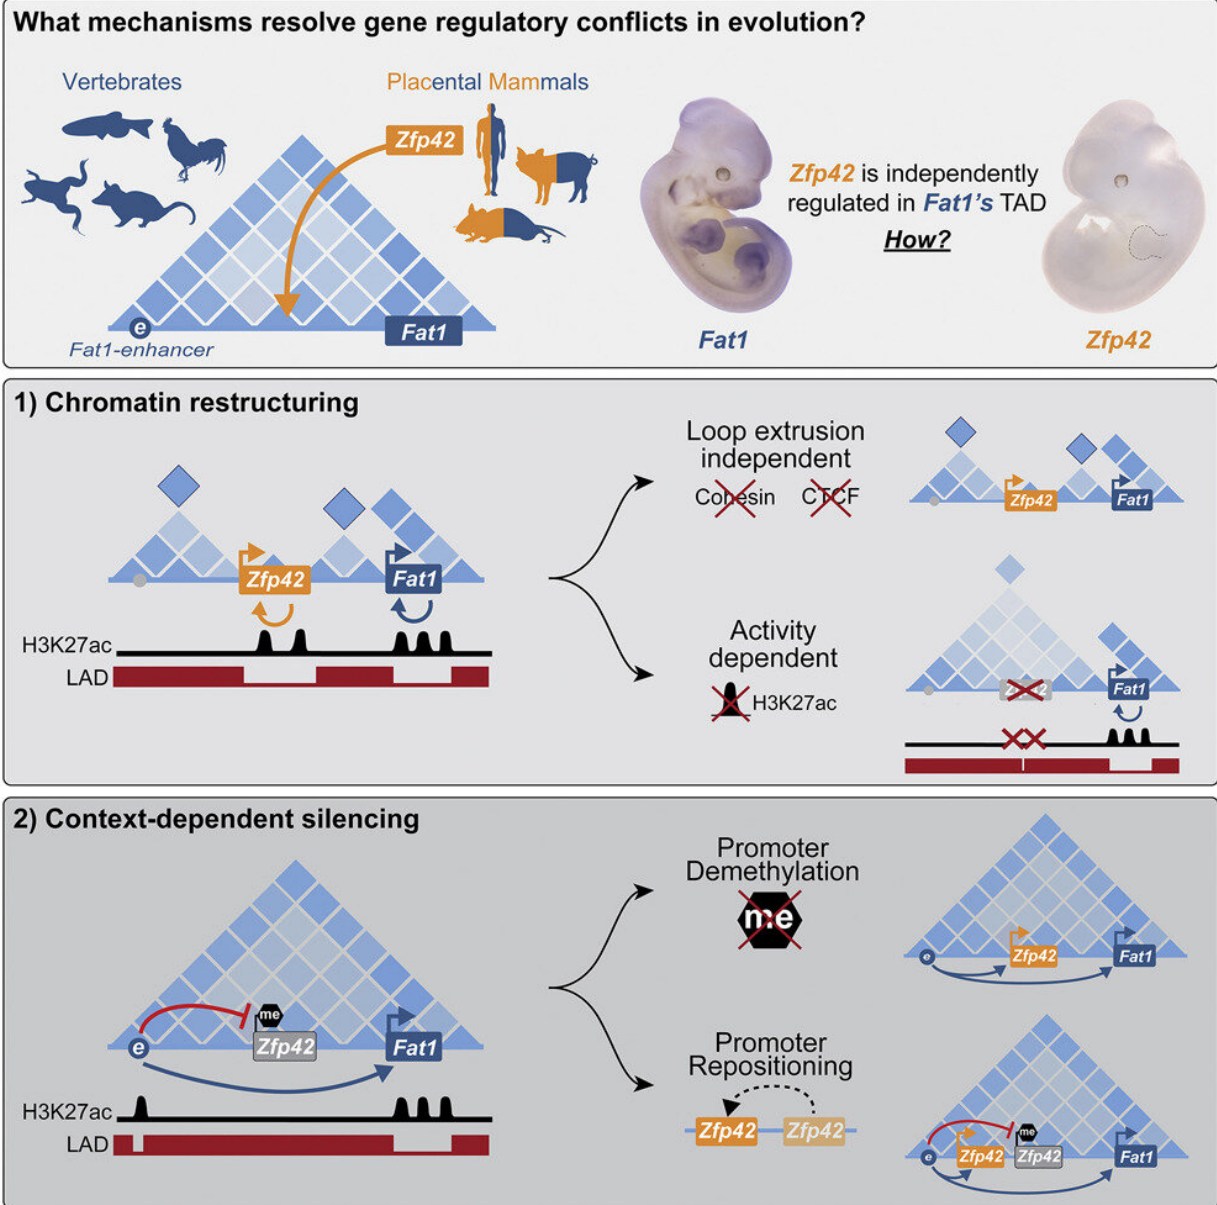 What mechanisms resolve gene regulatory conflicts in evolution?
Vertebrates
Placental Mammals
Zfp42
e
Fat1
Fat1-enhancer
Zfp42 is independently
regulated in Fat1's TAD
How?
Fat1
Zfp42
1) Chromatin restructuring
Zfp42
Fat1
H3K27ac
LAD
Loop extrusion
independent
Cohesin CTCF
Zfp42
Fat1
Activity
dependent
H3K27ac
Zfp42
Fat1
2) Context-dependent silencing
me
e
Zfp42
Fat1
H3K27ac
LAD
Promoter
Demethylation
me
e
Zfp42
Fat1
Promoter
Repositioning
Zfp42
Zfp42
me
e
Zfp42
Zfp42
Fat1